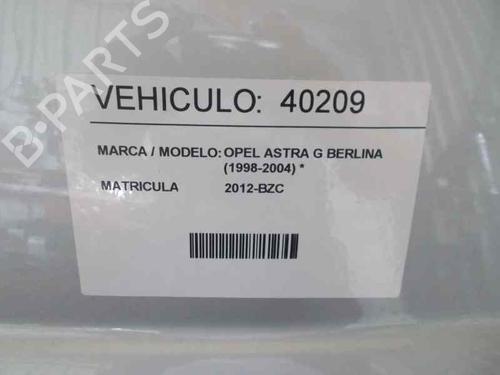 VEHICULO: 40209
MARCA / MODELO: OPEL ASTRA G BERLINA
(1998-2004) *
MATRICULA 2012-BZC
B-PARTS